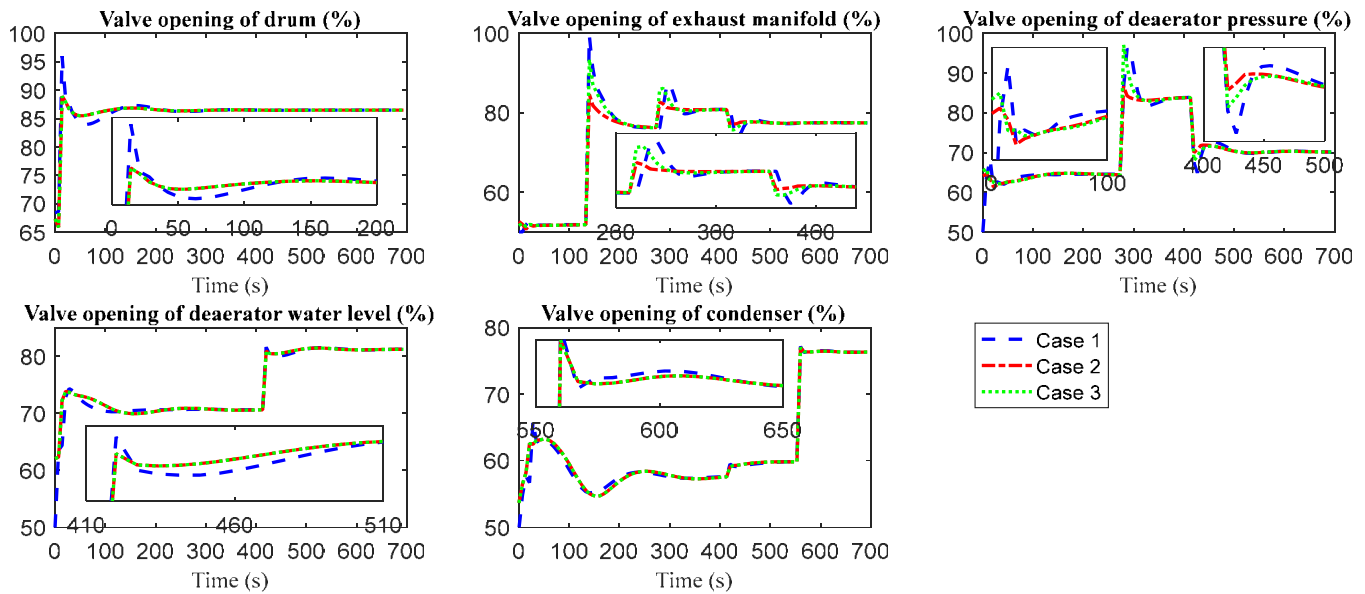 Valve opening of drum (%)
100
95
90
85
80
75
70
65
0 50 100 150 200
0 100 200 300 400 500 600 700
Time (s)
Valve opening of exhaust manifold (%)
100
80
60
260 360 460
0 100 200 300 400 500 600 700
Time (s)
Valve opening of deaerator pressure (%)
100
90
80
70
60
50
0 100
400 450 500
0 100 200 300 400 500 600 700
Time (s)
Valve opening of deaerator water level (%)
80
70
60
50
410 460 510
0 100 200 300 400 500 600 700
Time (s)
Valve opening of condenser (%)
80
70
60
50
550 600 650
0 100 200 300 400 500 600 700
Time (s)
Case 1
Case 2
Case 3